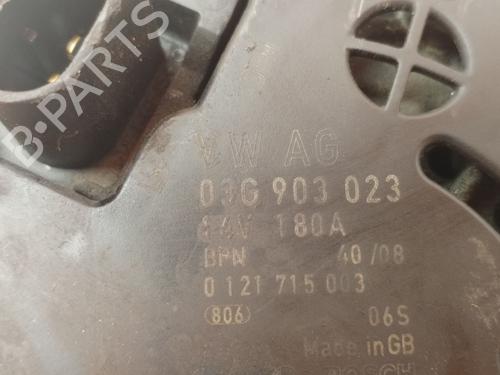 B-PARTS
VW AG
03G 903 023
14V 180A
BPN 40/08
0 121 715 003
806 06S
Made in GB
BOSCH